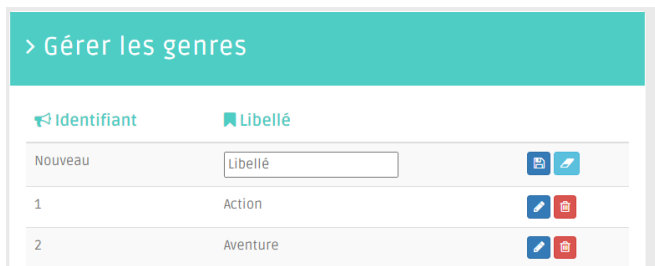 > Gérer les genres
Identifiant Libellé
Nouveau Libellé
1 Action
2 Aventure